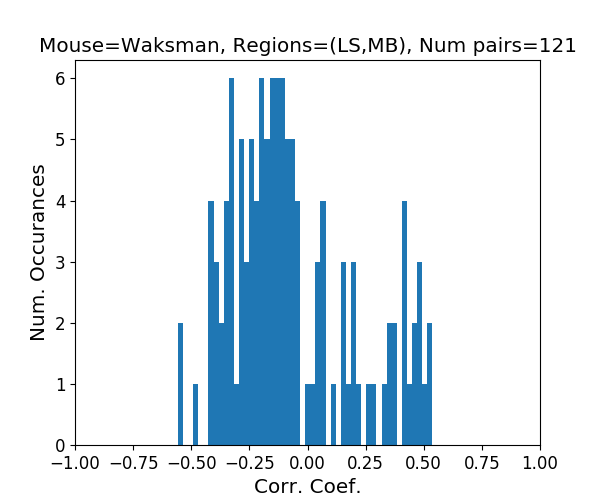 Mouse=Waksman, Regions=(LS,MB), Num pairs=121
6
5
4
3
2
1
0
Num. Occurances
−1.00 −0.75 −0.50 −0.25 0.00 0.25 0.50 0.75 1.00
Corr. Coef.